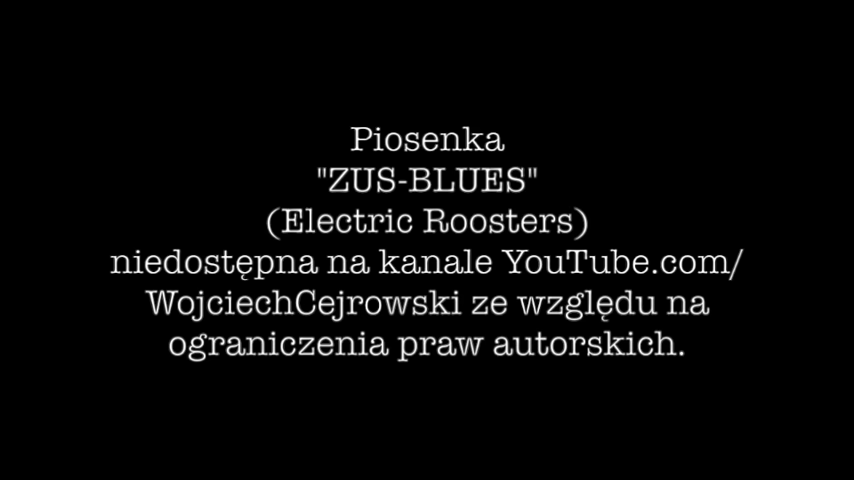 Piosenka
"ZUS-BLUES"
(Electric Roosters)
niedostępna na kanale YouTube.com/
WojciechCejrowski ze względu na
ograniczenia praw autorskich.